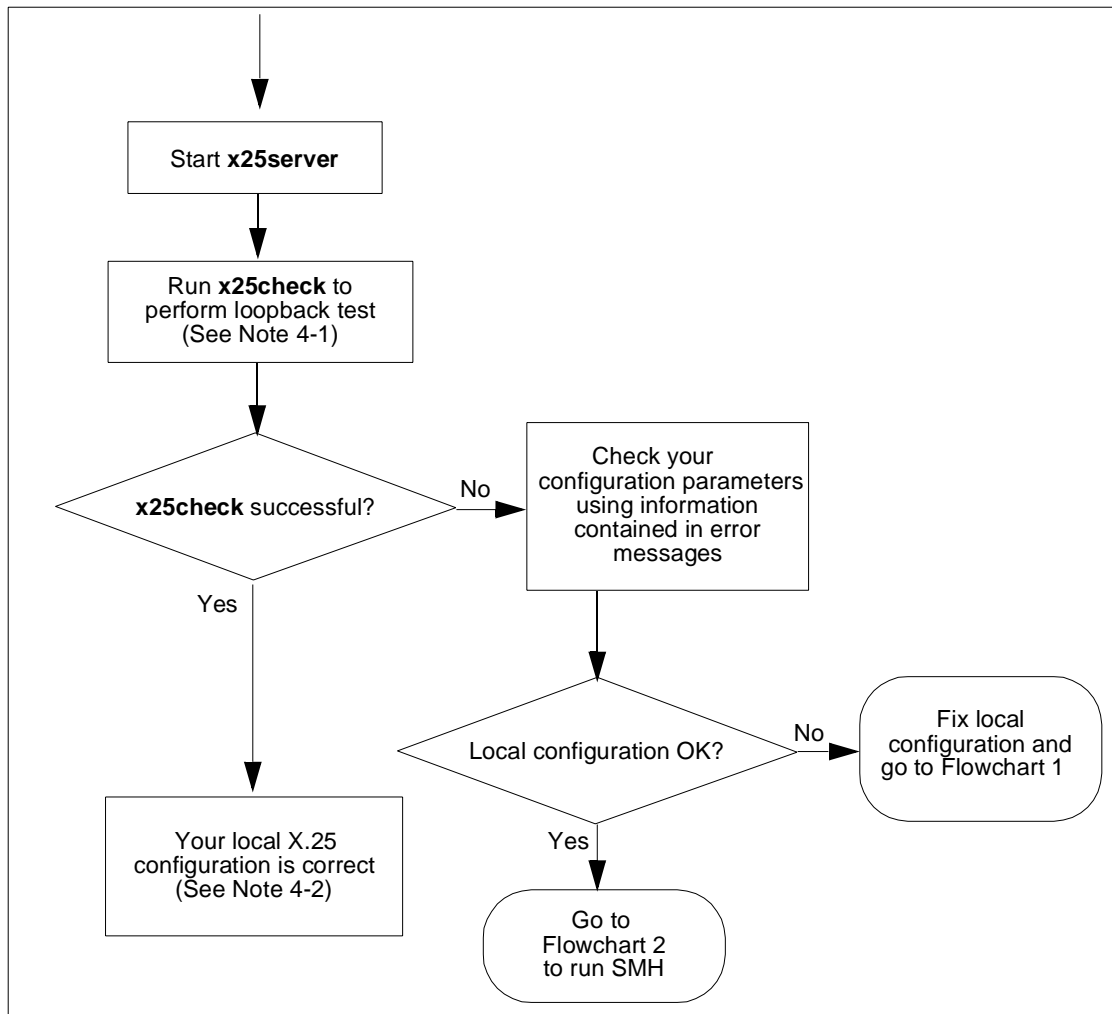 Start x25server
Run x25check to
perform loopback test
(See Note 4-1)
x25check successful?
No
Check your
configuration parameters
using information
contained in error
messages
Yes
Local configuration OK?
No
Fix local
configuration and
go to Flowchart 1
Your local X.25
configuration is correct
(See Note 4-2)
Yes
Go to
Flowchart 2
to run SMH